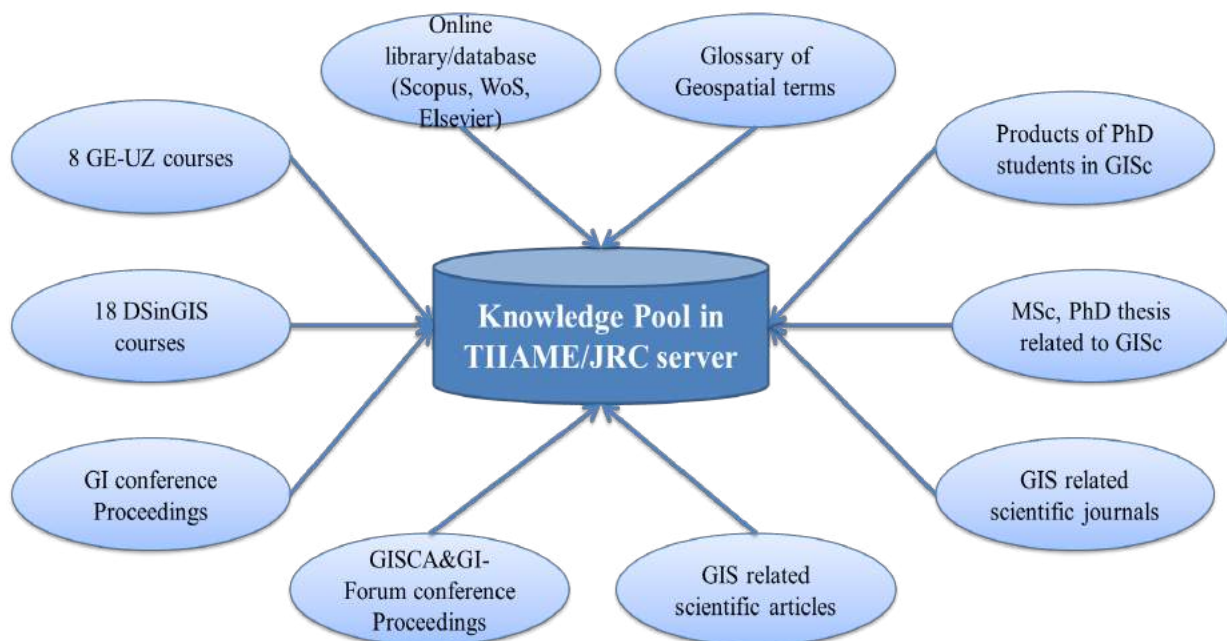 Online
library/database
(Scopus, WoS,
Elsevier)
Glossary of
Geospatial terms
8 GE-UZ courses
Products of PhD
students in GISc
18 DSinGIS
courses
Knowledge Pool in
TIIAME/JRC server
MSc, PhD thesis
related to GISc
GI conference
Proceedings
GIS related
scientific journals
GISCA&GI-
Forum conference
Proceedings
GIS related
scientific articles